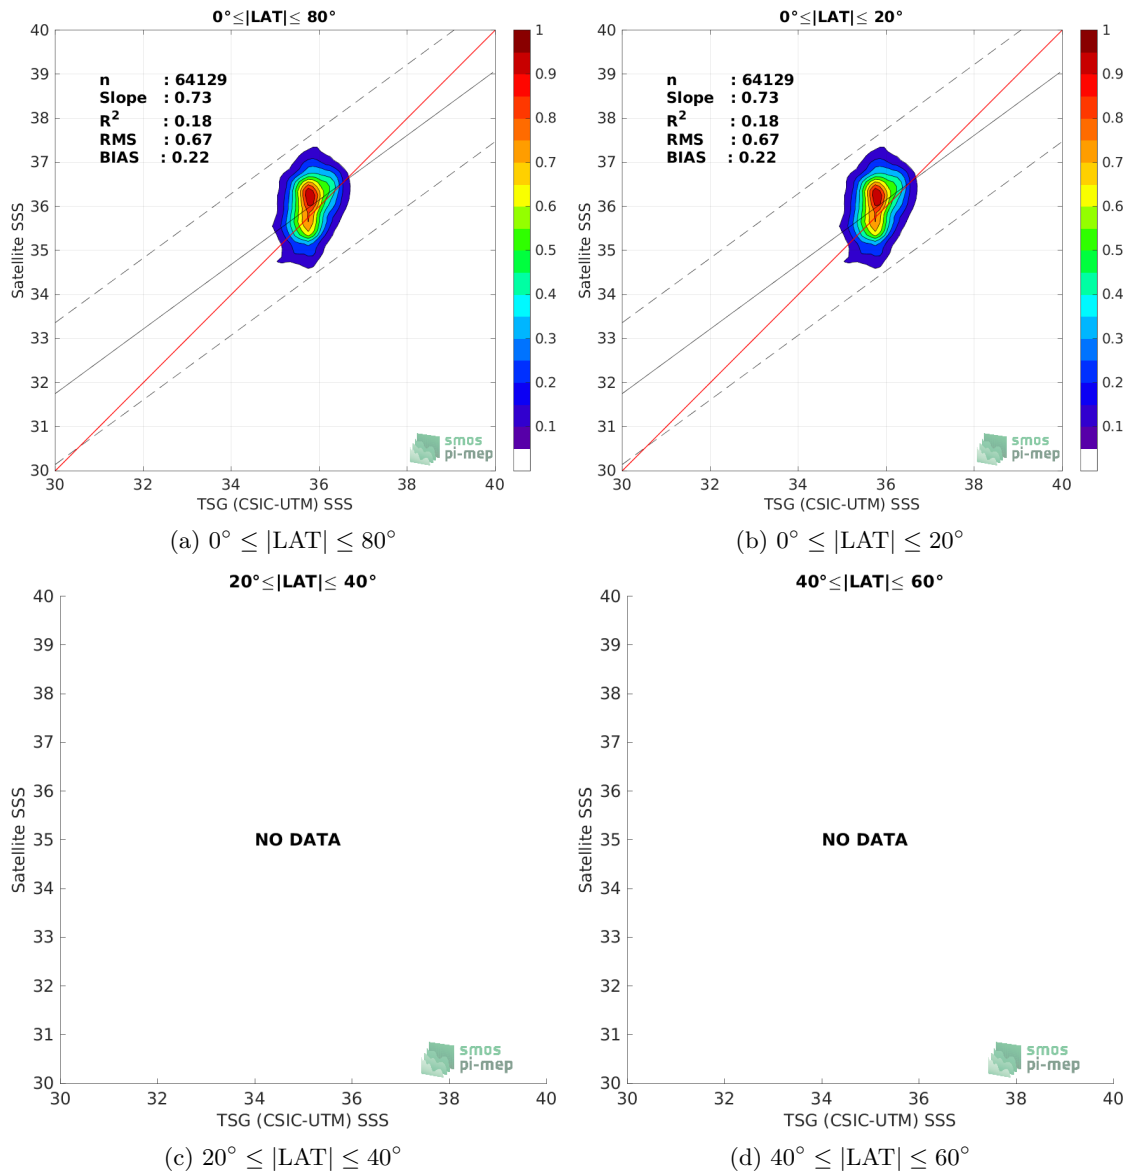 0°≤|LAT|≤ 80°
40
39
38
37
36
35
34
33
32
31
30
Satellite SSS
n : 64129
Slope : 0.73
R² : 0.18
RMS : 0.67
BIAS : 0.22
smos
pi-mep
30 32 34 36 38 40
TSG (CSIC-UTM) SSS
1
0.9
0.8
0.7
0.6
0.5
0.4
0.3
0.2
0.1
(a) 0° ≤ |LAT| ≤ 80°
0°≤|LAT|≤ 20°
40
39
38
37
36
35
34
33
32
31
30
Satellite SSS
n : 64129
Slope : 0.73
R² : 0.18
RMS : 0.67
BIAS : 0.22
smos
pi-mep
30 32 34 36 38 40
TSG (CSIC-UTM) SSS
1
0.9
0.8
0.7
0.6
0.5
0.4
0.3
0.2
0.1
(b) 0° ≤ |LAT| ≤ 20°
20°≤|LAT|≤ 40°
40
39
38
37
36
35
34
33
32
31
30
Satellite SSS
NO DATA
smos
pi-mep
30 32 34 36 38 40
TSG (CSIC-UTM) SSS
(c) 20° ≤ |LAT| ≤ 40°
40°≤|LAT|≤ 60°
40
39
38
37
36
35
34
33
32
31
30
Satellite SSS
NO DATA
smos
pi-mep
30 32 34 36 38 40
TSG (CSIC-UTM) SSS
(d) 40° ≤ |LAT| ≤ 60°